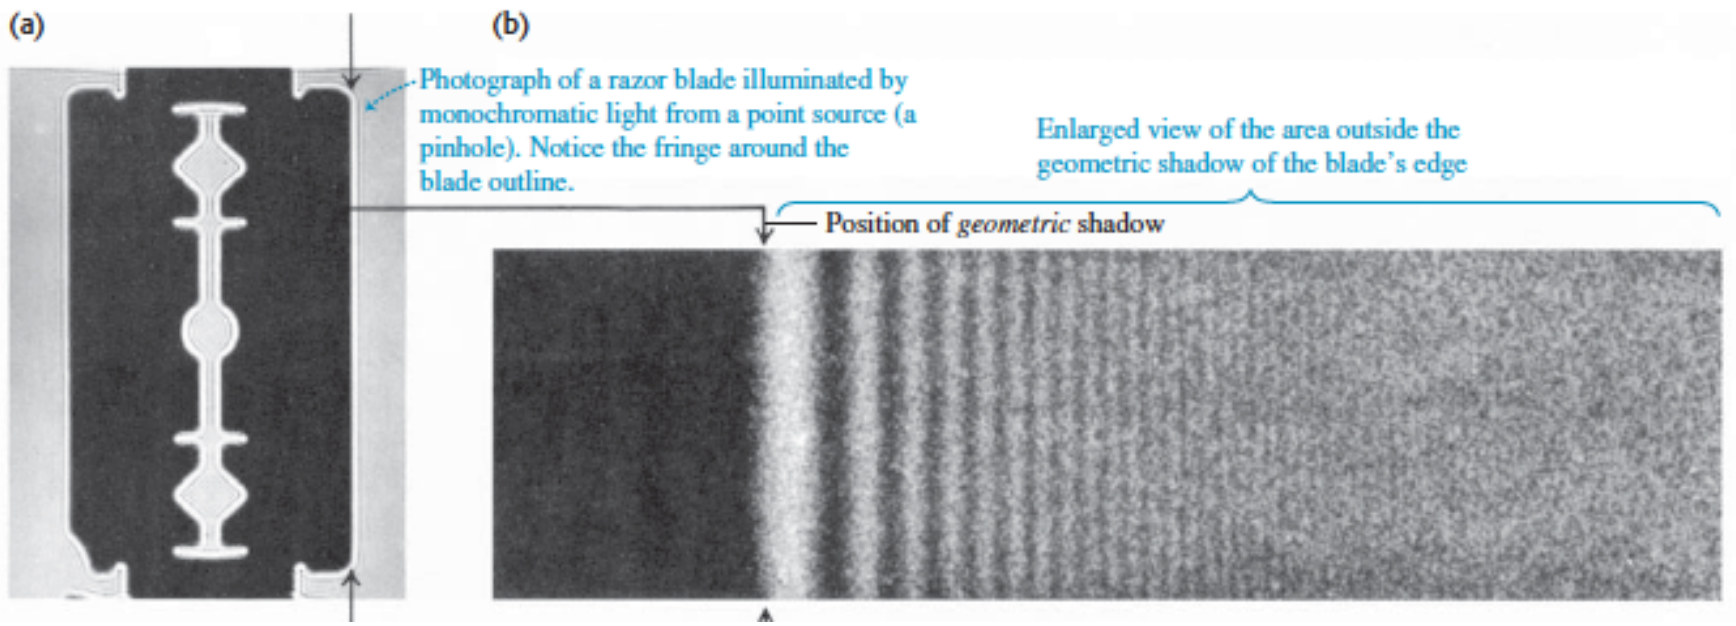 (a)
(b)
Photograph of a razor blade illuminated by
monochromatic light from a point source (a
pinhole). Notice the fringe around the
blade outline.
Enlarged view of the area outside the
geometric shadow of the blade’s edge
Position of geometric shadow